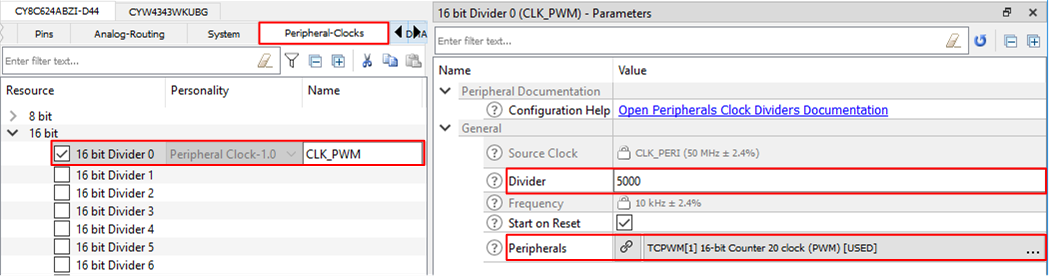 CY8C624ABZI-D44 CYW4343WKUBG
Pins Analog-Routing System Peripheral-Clocks
Enter filter text...
Resource Personality Name
8 bit
16 bit
16 bit Divider 0 Peripheral Clock-1.0 CLK_PWM
16 bit Divider 1
16 bit Divider 2
16 bit Divider 3
16 bit Divider 4
16 bit Divider 5
16 bit Divider 6
16 bit Divider 0 (CLK_PWM) - Parameters
Enter filter text...
Name Value
Peripheral Documentation
? Configuration Help Open Peripherals Clock Dividers Documentation
General
? Source Clock CLK_PERI (50 MHz ± 2.4%)
? Divider 5000
? Frequency 10 kHz ± 2.4%
? Start on Reset
? Peripherals TCPWM[1] 16-bit Counter 20 clock (PWM) [USED] ...